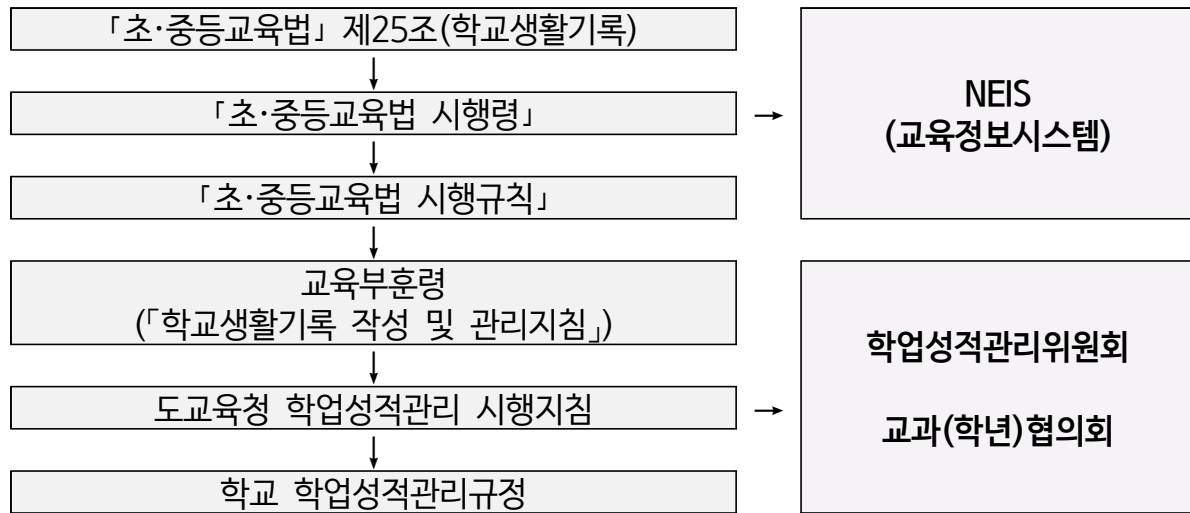 「초·중등교육법」 제25조(학교생활기록)
「초·중등교육법 시행령」
「초·중등교육법 시행규칙」
교육부훈령
(「학교생활기록 작성 및 관리지침」)
도교육청 학업성적관리 시행지침
학교 학업성적관리규정
NEIS
(교육정보시스템)
학업성적관리위원회
교과(학년)협의회